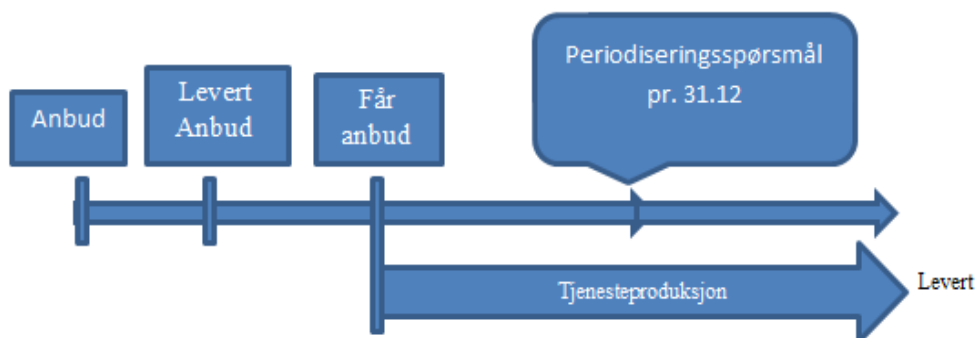 Anbud
Levert
Anbud
Får
anbud
Periodiseringsspørsmål
pr. 31.12
Tjenesteproduksjon
Levert